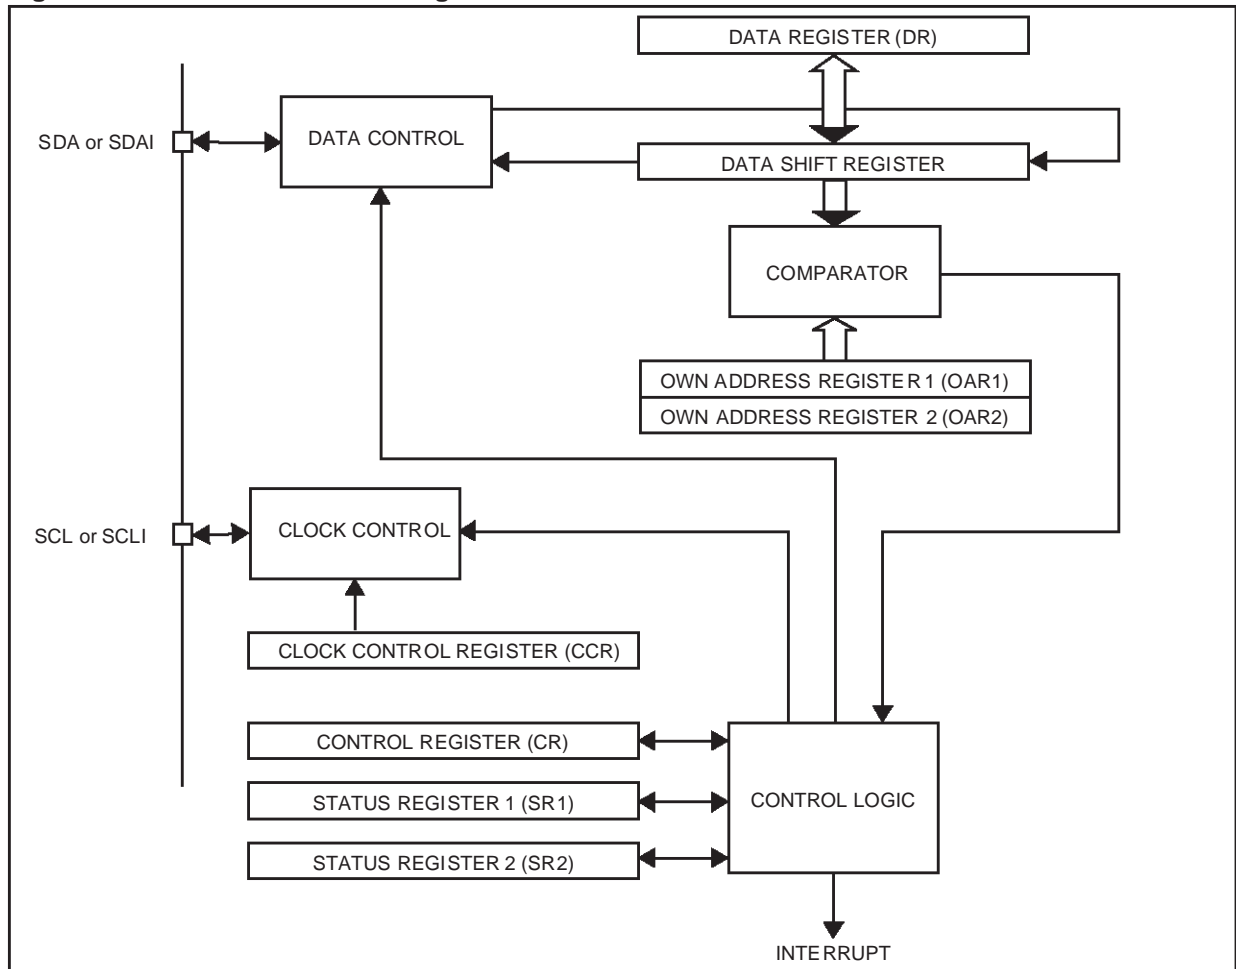 DATA REGISTER (DR)
SDA or SDAI
DATA CONTROL
DATA SHIFT REGISTER
COMPARATOR
OWN ADDRESS REGISTER 1 (OAR1)
OWN ADDRESS REGISTER 2 (OAR2)
SCL or SCLI
CLOCK CONTROL
CLOCK CONTROL REGISTER (CCR)
CONTROL REGISTER (CR)
STATUS REGISTER 1 (SR1)
CONTROL LOGIC
STATUS REGISTER 2 (SR2)
INTERRUPT